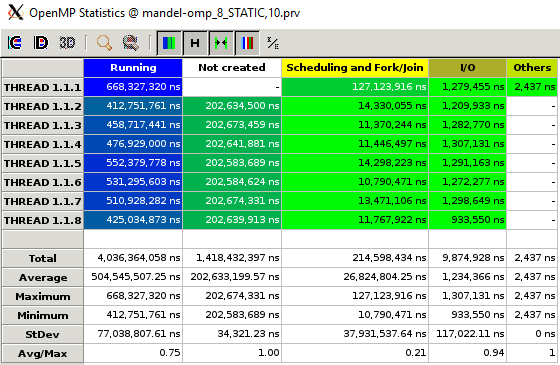 OpenMP Statistics @ mandel-omp_8_STATIC,10.prv
3D
Running Not created Scheduling and Fork/Join I/O Others
THREAD 1.1.1 668,327,320 ns - 127,123,916 ns 1,279,455 ns 2,437 ns
THREAD 1.1.2 412,751,761 ns 202,634,500 ns 14,330,055 ns 1,209,933 ns -
THREAD 1.1.3 458,717,441 ns 202,673,459 ns 11,370,244 ns 1,282,770 ns -
THREAD 1.1.4 476,929,000 ns 202,641,881 ns 11,446,497 ns 1,307,131 ns -
THREAD 1.1.5 552,379,778 ns 202,583,689 ns 14,298,223 ns 1,291,163 ns -
THREAD 1.1.6 531,295,603 ns 202,584,624 ns 10,790,471 ns 1,272,277 ns -
THREAD 1.1.7 510,928,282 ns 202,674,331 ns 13,471,106 ns 1,298,649 ns -
THREAD 1.1.8 425,034,873 ns 202,639,913 ns 11,767,922 ns 933,550 ns -
Total 4,036,364,058 ns 1,418,432,397 ns 214,598,434 ns 9,874,928 ns 2,437 ns
Average 504,545,507.25 ns 202,633,199.57 ns 26,824,804.25 ns 1,234,366 ns 2,437 ns
Maximum 668,327,320 ns 202,674,331 ns 127,123,916 ns 1,307,131 ns 2,437 ns
Minimum 412,751,761 ns 202,583,689 ns 10,790,471 ns 933,550 ns 2,437 ns
StDev 77,038,807.61 ns 34,321.23 ns 37,931,537.64 ns 117,022.11 ns 0 ns
Avg/Max 0.75 1.00 0.21 0.94 1